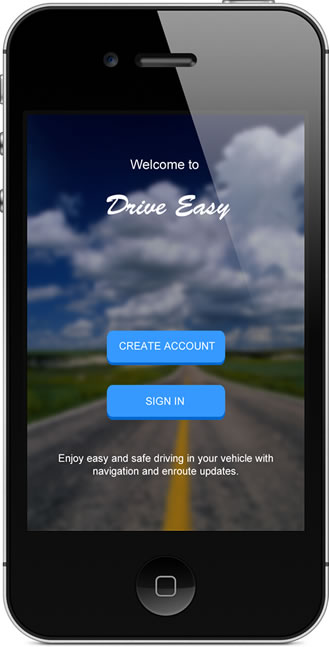 Welcome to
Drive Easy
CREATE ACCOUNT
SIGN IN
Enjoy easy and safe driving in your vehicle with
navigation and enroute updates.